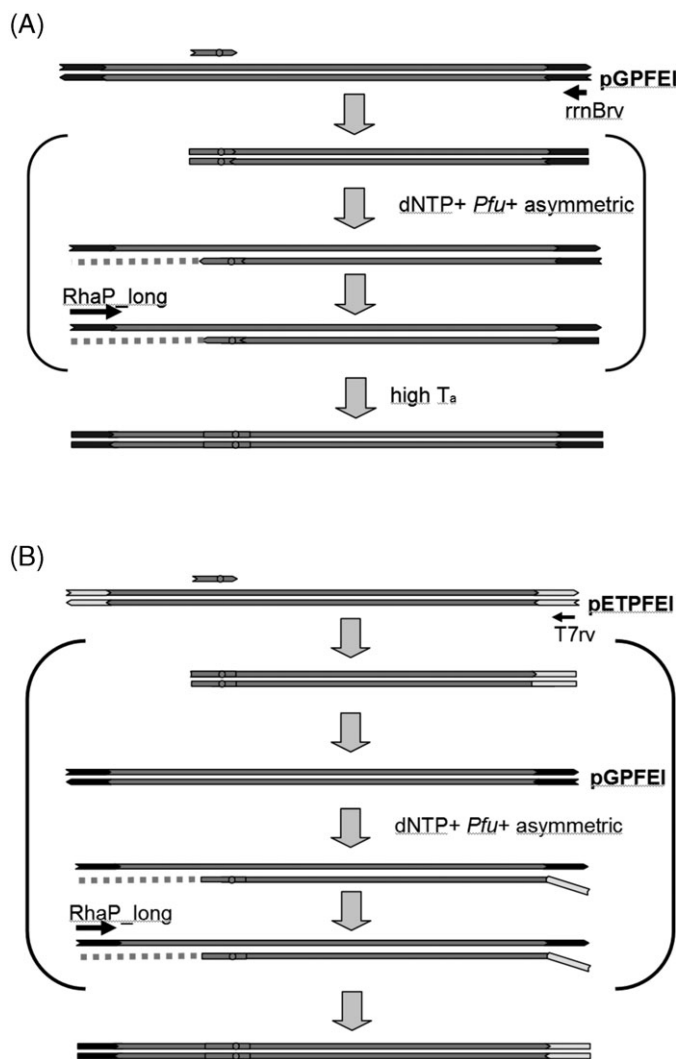 (A)
pGPFEI
rrnBrv
dNTP+ Pfu+ asymmetric
RhaP_long
high Ta
(B)
pETPFEI
T7rv
pGPFEI
dNTP+ Pfu+ asymmetric
RhaP_long